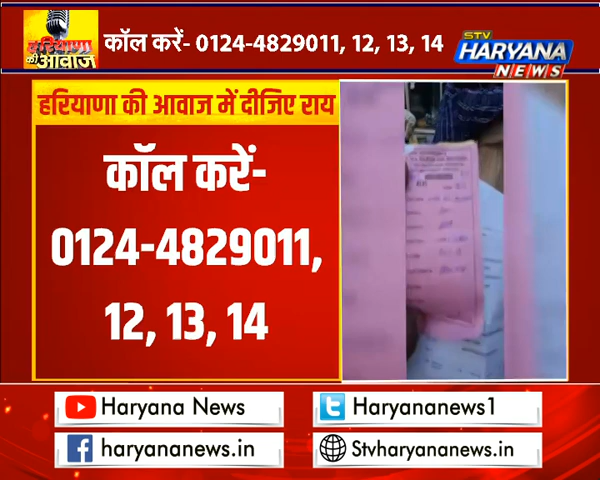 हरियाणा
की आवाज
कॉल करें- 0124-4829011, 12, 13, 14
STV
HARYANA
NEWS
हरियाणा की आवाज में दीजिए राय
कॉल करें-
0124-4829011,
12, 13, 14
Haryana News
Haryananews1
haryananews.in
Stvharyananews.in